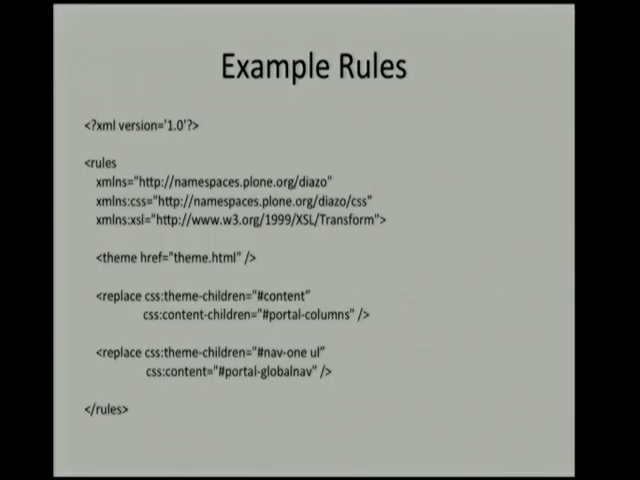 Example Rules
<?xml version='1.0'?>
<rules
xmlns="http://namespaces.plone.org/diazo"
xmlns:css="http://namespaces.plone.org/diazo/css"
xmlns:xsl="http://www.w3.org/1999/XSL/Transform">
<theme href="theme.html" />
<replace css:theme-children="#content"
css:content-children="#portal-columns" />
<replace css:theme-children="#nav-one ul"
css:content="#portal-globalnav" />
</rules>